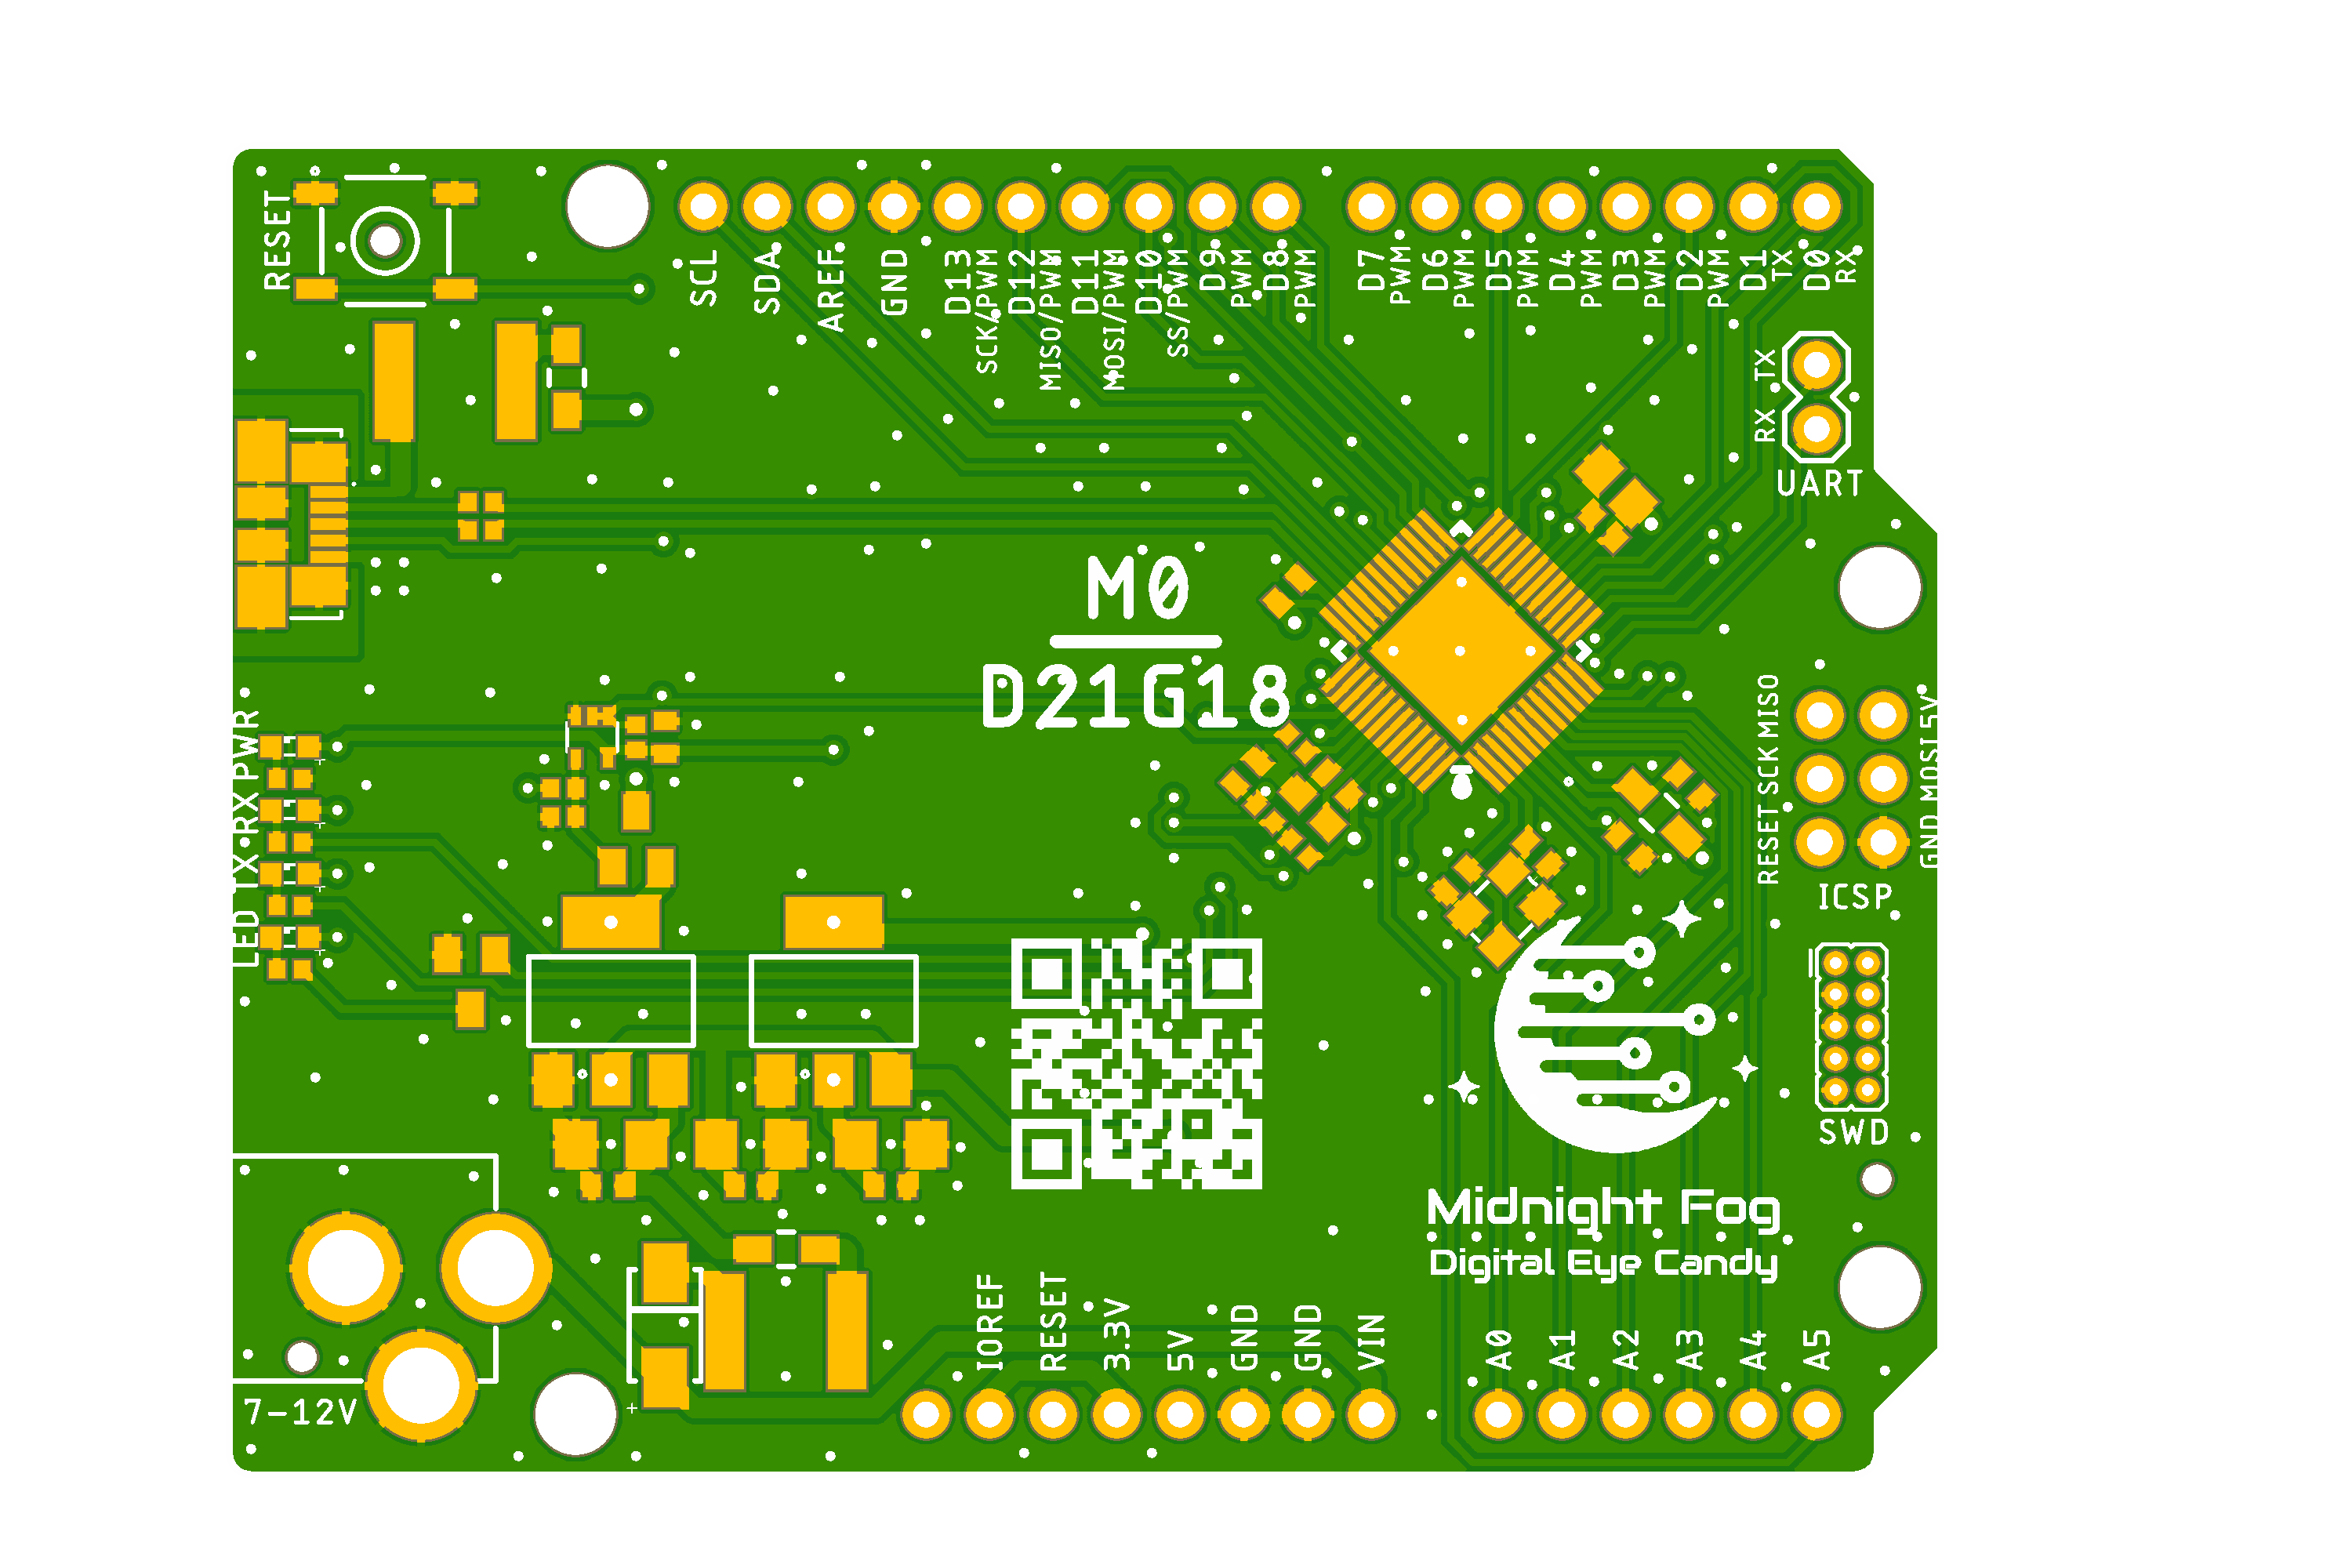 RESET
SCL
SDA
AREF
GND
D13
SCK/PWM
D12
MISO/PWM
D11
MOSI/PWM
D10
SS/PWM
D9
PWM
D8
PWM
D7
PWM
D6
PWM
D5
PWM
D4
PWM
D3
PWM
D2
PWM
D1
TX
D0
RX
TX
RX
UART
M0
D21G18
PWR
RX
TX
LED
MISO
SCK
RESET
5V
MOSI
GND
ICSP
SWD
Midnight Fog
Digital Eye Candy
7-12V
+
IOREF
RESET
3.3V
5V
GND
GND
VIN
A0
A1
A2
A3
A4
A5